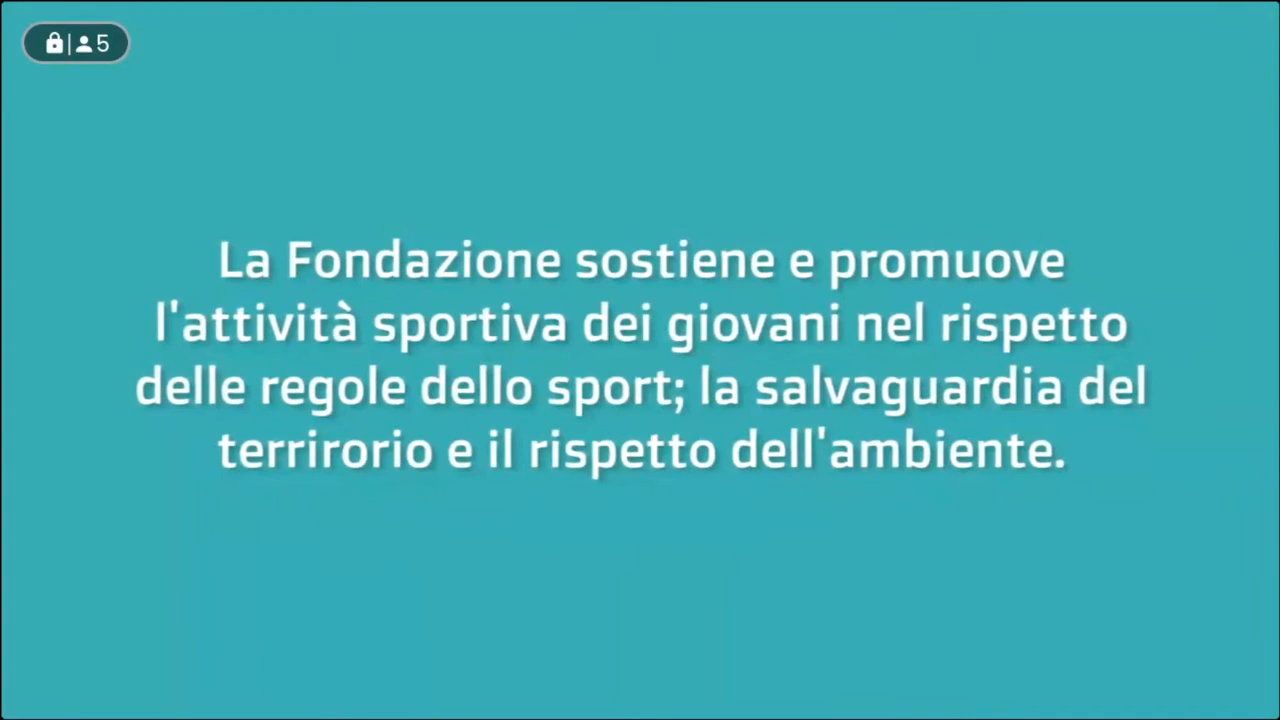 5
La Fondazione sostiene e promuove
l'attività sportiva dei giovani nel rispetto
delle regole dello sport; la salvaguardia del
terrirorio e il rispetto dell'ambiente.